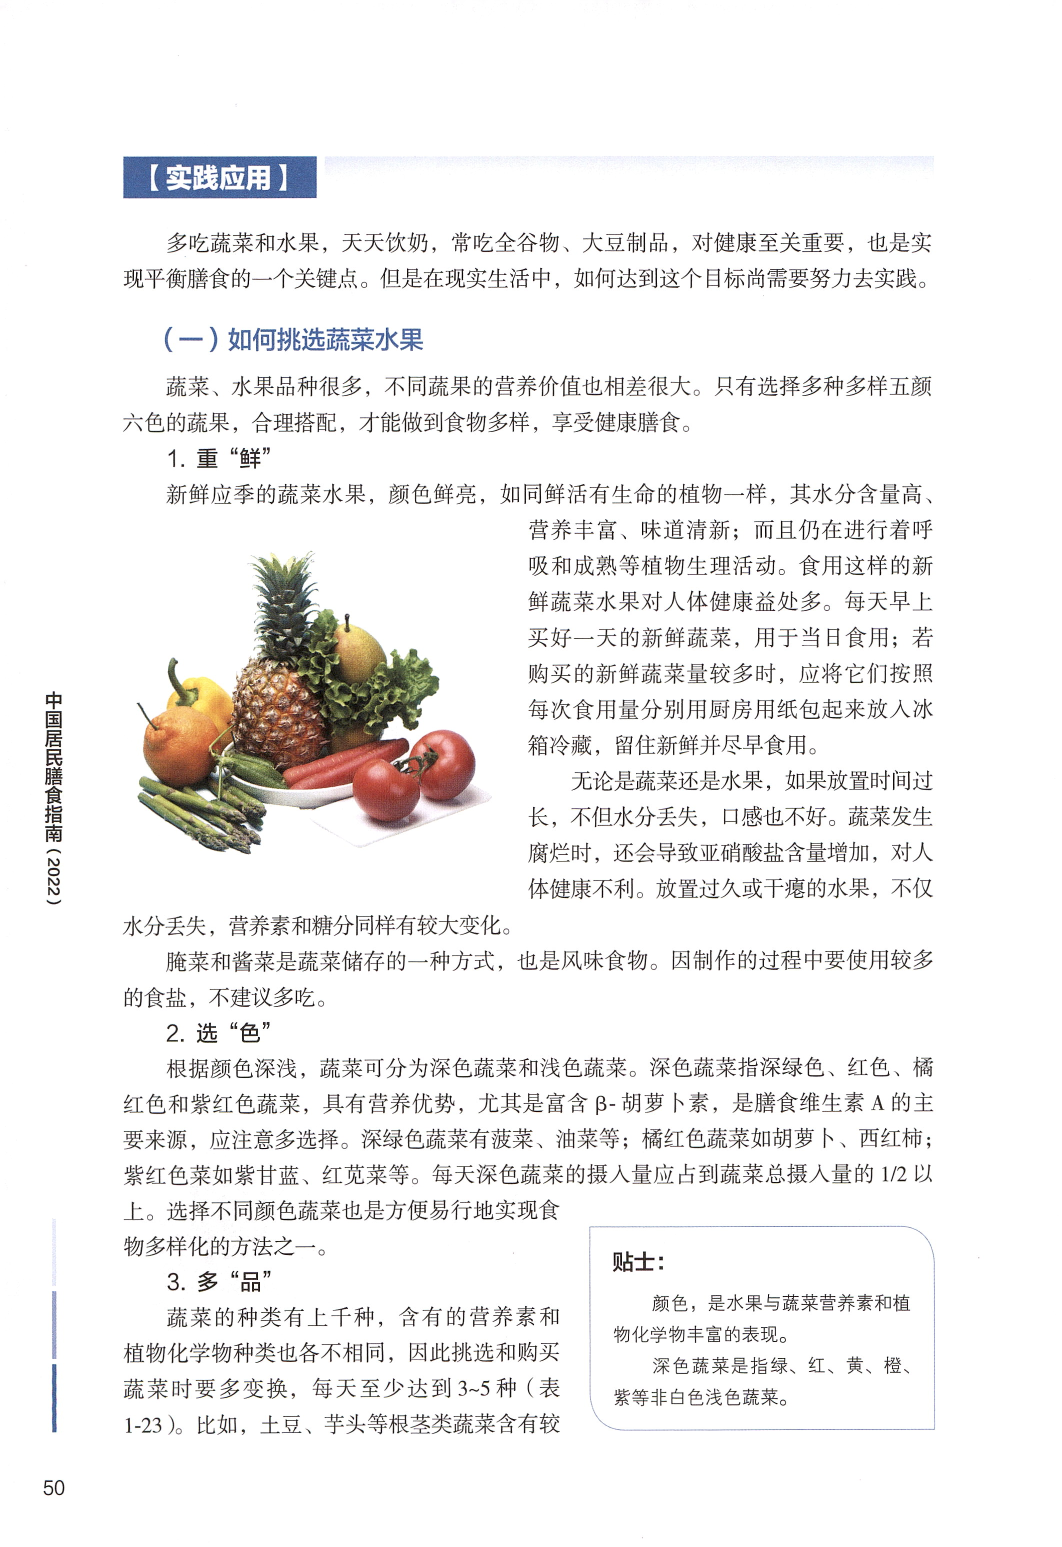 【实践应用】
多吃蔬菜和水果，天天饮奶，常吃全谷物、大豆制品，对健康至关重要，也是实
现平衡膳食的一个关键点。但是在现实生活中，如何达到这个目标尚需要努力去实践。
（一）如何挑选蔬菜水果
蔬菜、水果品种很多，不同蔬果的营养价值也相差很大。只有选择多种多样五颜
六色的蔬果，合理搭配，才能做到食物多样，享受健康膳食。
1. 重“鲜”
新鲜应季的蔬菜水果，颜色鲜亮，如同鲜活有生命的植物一样，其水分含量高、
营养丰富、味道清新；而且仍在进行着呼
吸和成熟等植物生理活动。食用这样的新
鲜蔬菜水果对人体健康益处多。每天早上
买好一天的新鲜蔬菜，用于当日食用；若
购买的新鲜蔬菜量较多时，应将它们按照
每次食用量分别用厨房用纸包起来放入冰
箱冷藏，留住新鲜并尽早食用。
无论是蔬菜还是水果，如果放置时间过
长，不但水分丢失，口感也不好。蔬菜发生
腐烂时，还会导致亚硝酸盐含量增加，对人
体健康不利。放置过久或干瘪的水果，不仅
水分丢失，营养素和糖分同样有较大变化。
腌菜和酱菜是蔬菜储存的一种方式，也是风味食物。因制作的过程中要使用较多
的食盐，不建议多吃。
2. 选“色”
根据颜色深浅，蔬菜可分为深色蔬菜和浅色蔬菜。深色蔬菜指深绿色、红色、橘
红色和紫红色蔬菜，具有营养优势，尤其是富含 β- 胡萝卜素，是膳食维生素 A 的主
要来源，应注意多选择。深绿色蔬菜有菠菜、油菜等；橘红色蔬菜如胡萝卜、西红柿；
紫红色菜如紫甘蓝、红苋菜等。每天深色蔬菜的摄入量应占到蔬菜总摄入量的 1/2 以
上。选择不同颜色蔬菜也是方便易行地实现食
物多样化的方法之一。
3. 多“品”
蔬菜的种类有上千种，含有的营养素和
植物化学物种类也各不相同，因此挑选和购买
蔬菜时要多变换，每天至少达到 3~5 种（表
1-23）。比如，土豆、芋头等根茎类蔬菜含有较
贴士：
颜色，是水果与蔬菜营养素和植
物化学物丰富的表现。
深色蔬菜是指绿、红、黄、橙、
紫等非白色浅色蔬菜。
中国居民膳食指南（2022）
50